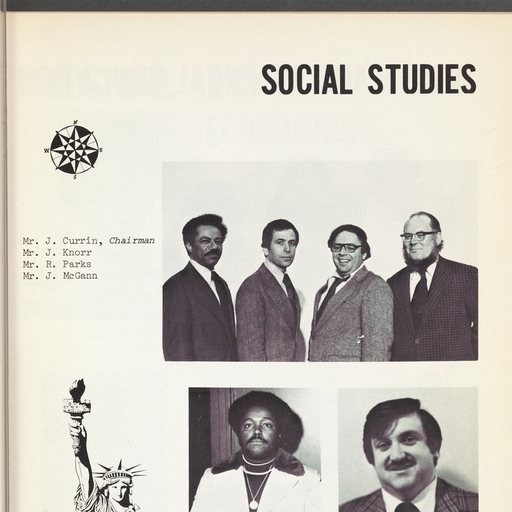 SOCIAL STUDIES
N
W E
S
Mr. J. Currin, Chairman
Mr. J. Knorr
Mr. R. Parks
Mr. J. McGann